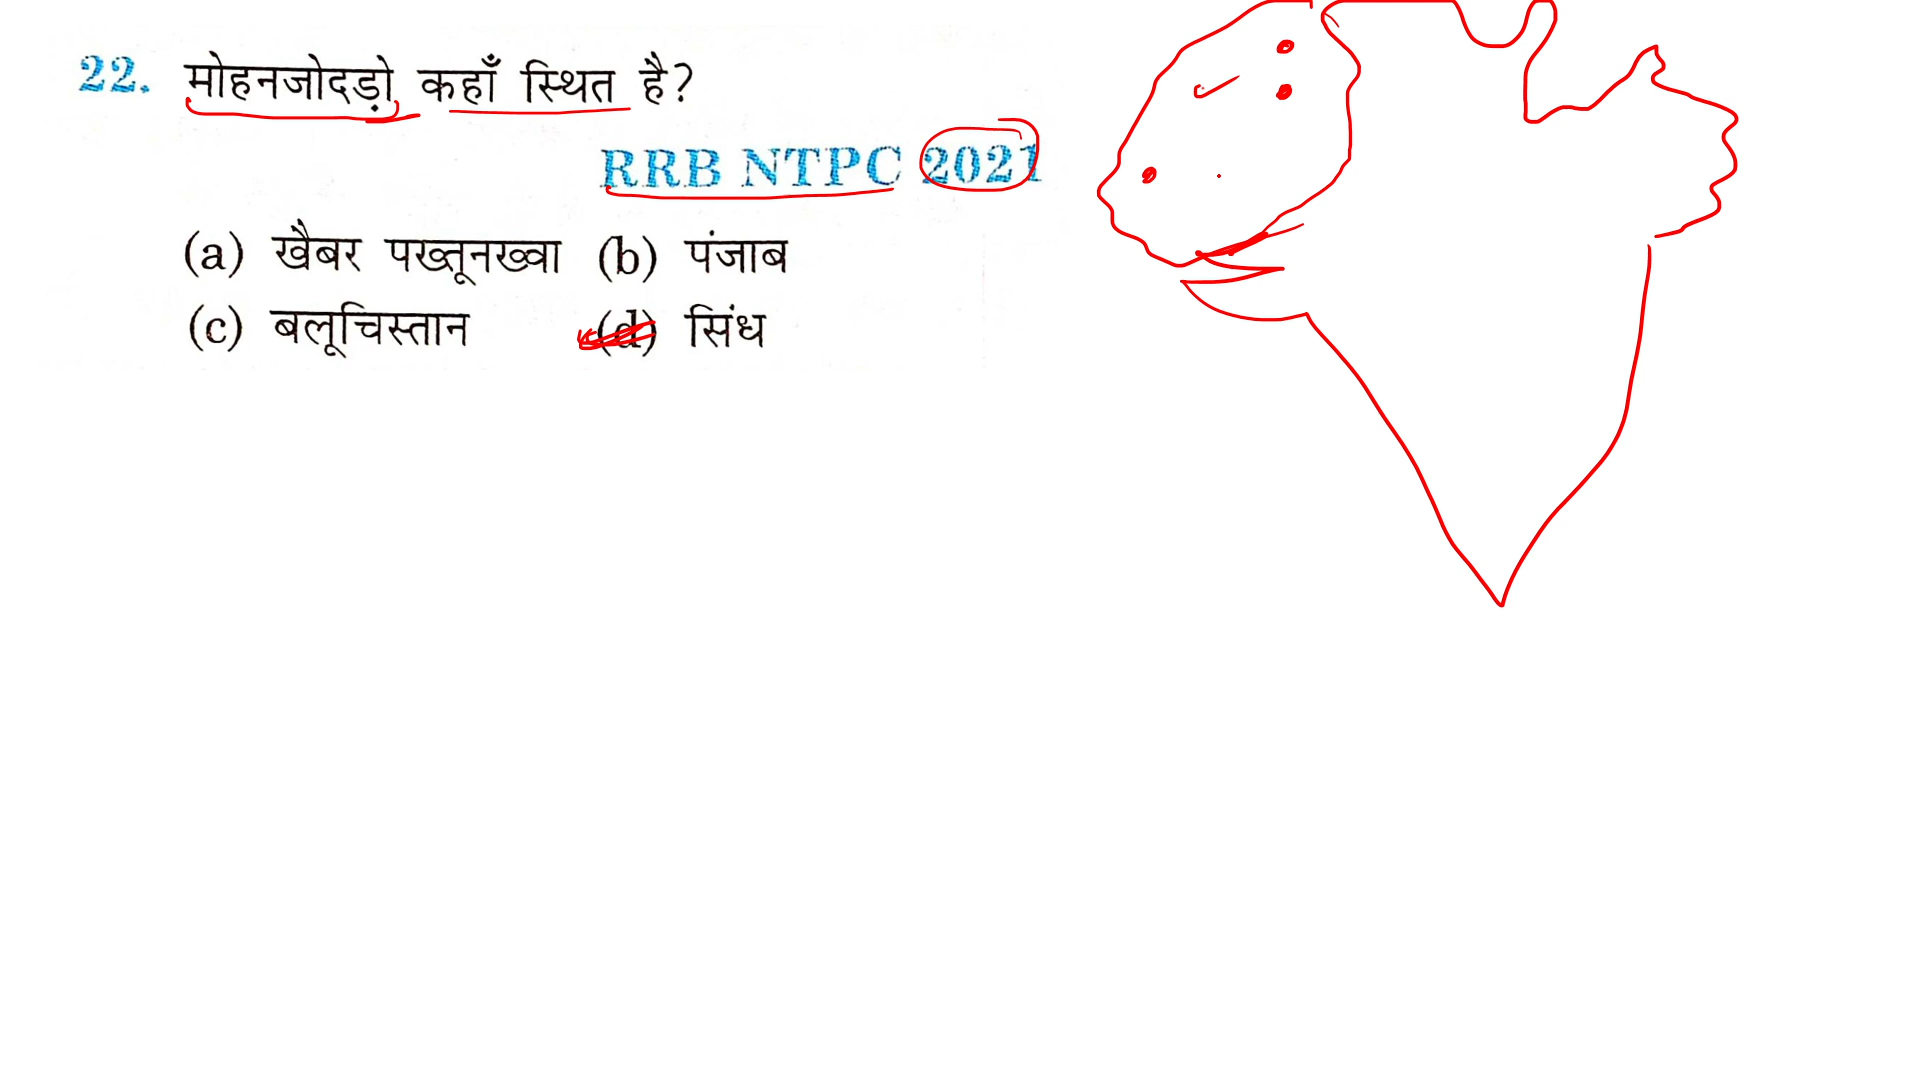 22. मोहनजोदड़ो कहाँ स्थित है?
RRB NTPC 2021
(a) खैबर पख्तूनख्वा (b) पंजाब
(c) बलूचिस्तान (d) सिंध